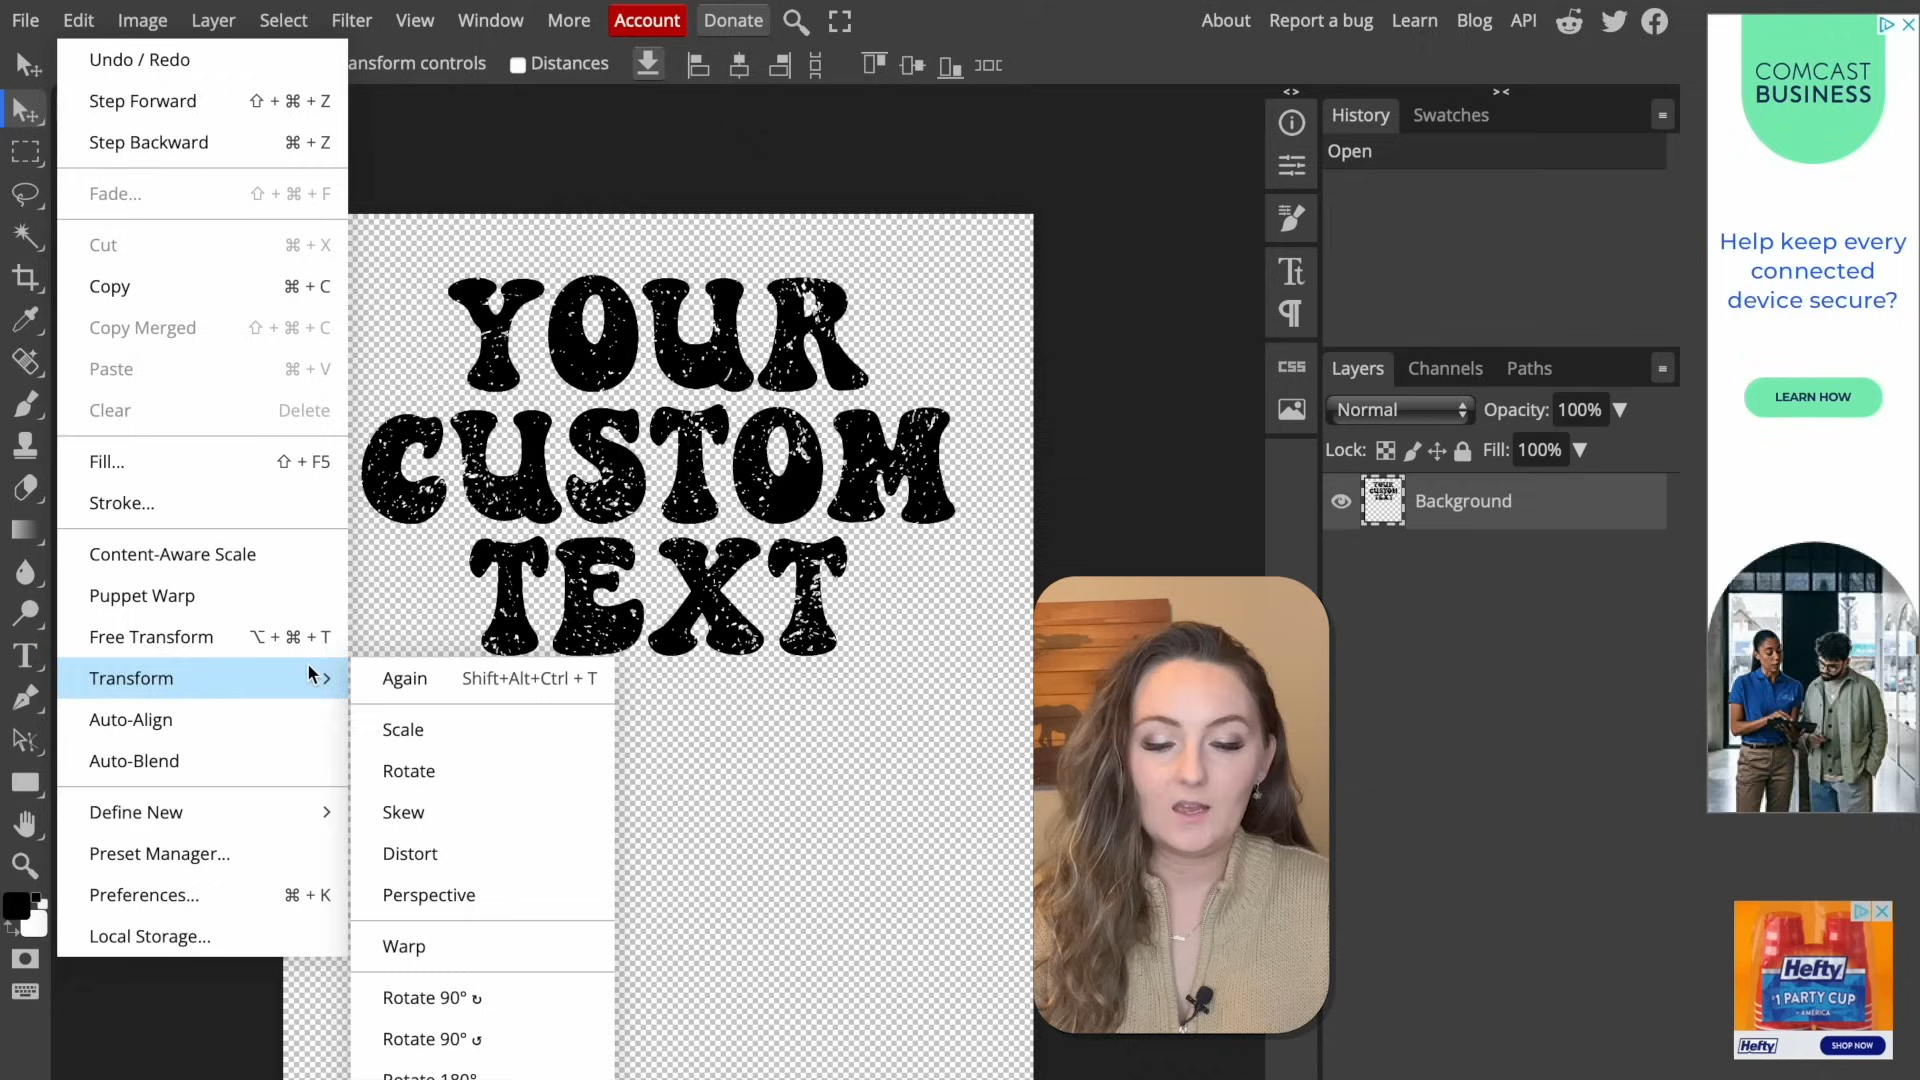 File Edit Image Layer Select Filter View Window More Account Donate About Report a bug Learn Blog API
Undo / Redo
Step Forward ⇧ + ⌘ + Z
Step Backward ⌘ + Z
Fade... ⇧ + ⌘ + F
Cut ⌘ + X
Copy ⌘ + C
Copy Merged ⇧ + ⌘ + C
Paste ⌘ + V
Clear Delete
Fill... ⇧ + F5
Stroke...
Content-Aware Scale
Puppet Warp
Free Transform ⌥ + ⌘ + T
Transform >
Auto-Align
Auto-Blend
Define New >
Preset Manager...
Preferences... ⌘ + K
Local Storage...
Again Shift+Alt+Ctrl + T
Scale
Rotate
Skew
Distort
Perspective
Warp
Rotate 90° ↻
Rotate 90° ↺
Rotate 180°
ansform controls Distances
YOUR
CUSTOM
TEXT
< > > <
History Swatches
Open
CSS
Layers Channels Paths
Normal Opacity: 100%
Lock: Fill: 100%
Background
COMCAST
BUSINESS
Help keep every
connected
device secure?
LEARN HOW
Hefty
#1 PARTY CUP
AMERICA
Hefty SHOP NOW